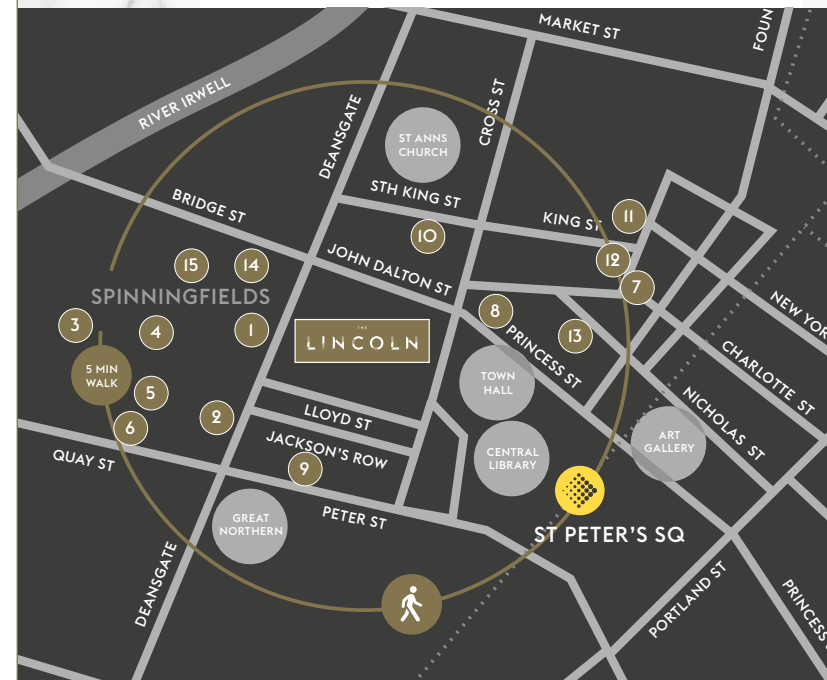 MARKET ST
FOUN
RIVER IRWELL
DEANSGATE
CROSS ST
ST ANNS
CHURCH
BRIDGE ST
STH KING ST
KING ST
11
10
12
15
14
JOHN DALTON ST
7
SPINNINGFIELDS
NEW YOR
3
4
1
8
13
THE
LINCOLN
PRINCESS ST
CHARLOTTE ST
5 MIN
WALK
TOWN
HALL
5
2
LLOYD ST
NICHOLAS ST
6
JACKSON'S ROW
ART
GALLERY
QUAY ST
9
CENTRAL
LIBRARY
GREAT
NORTHERN
PETER ST
ST PETER'S SQ
DEANSGATE
PORTLAND ST
PRINCESS